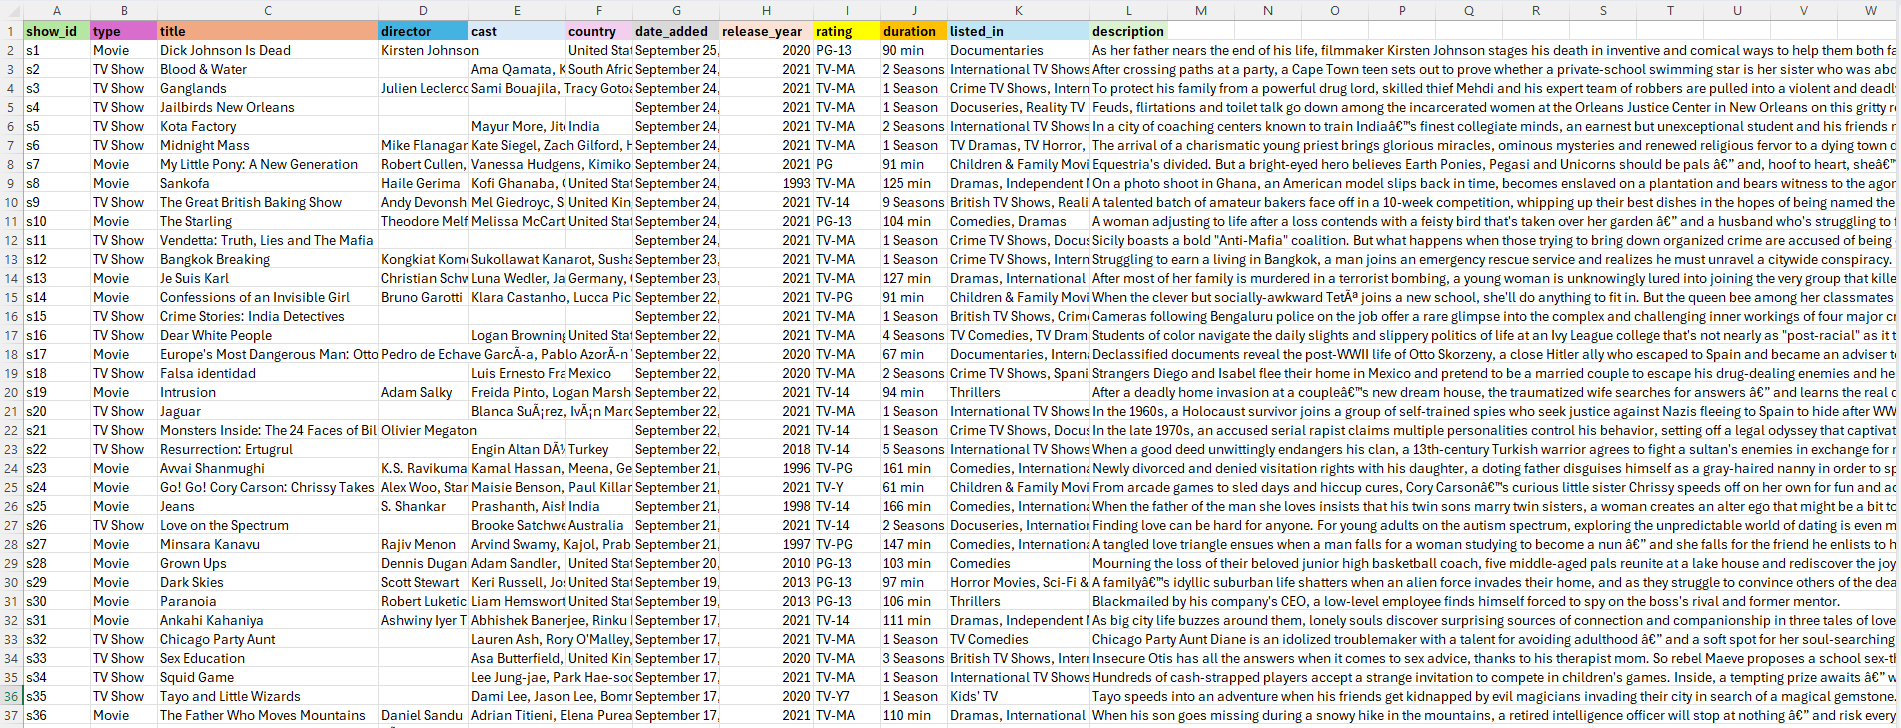 A B C D E F G H I J K L M N O P Q R S T U V W
1 show_id type title director cast country date_added release_year rating duration listed_in description
2 s1 Movie Dick Johnson Is Dead Kirsten Johnson United Stat September 25, 2020 PG-13 90 min Documentaries As her father nears the end of his life, filmmaker Kirsten Johnson stages his death in inventive and comical ways to help them both fa
3 s2 TV Show Blood & Water Ama Qamata, K South Afric September 24, 2021 TV-MA 2 Seasons International TV Shows After crossing paths at a party, a Cape Town teen sets out to prove whether a private-school swimming star is her sister who was abd
4 s3 TV Show Ganglands Julien Leclerc Sami Bouajila, Tracy Gotoa September 24, 2021 TV-MA 1 Season Crime TV Shows, Intern To protect his family from a powerful drug lord, skilled thief Mehdi and his expert team of robbers are pulled into a violent and deadl
5 s4 TV Show Jailbirds New Orleans September 24, 2021 TV-MA 1 Season Docuseries, Reality TV Feuds, flirtations and toilet talk go down among the incarcerated women at the Orleans Justice Center in New Orleans on this gritty r
6 s5 TV Show Kota Factory Mayur More, Jit India September 24, 2021 TV-MA 2 Seasons International TV Shows In a city of coaching centers known to train Indiaâ€™s finest collegiate minds, an earnest but unexceptional student and his friends
7 s6 TV Show Midnight Mass Mike Flanagar Kate Siegel, Zach Gilford, H September 24, 2021 TV-MA 1 Season TV Dramas, TV Horror, The arrival of a charismatic young priest brings glorious miracles, ominous mysteries and renewed religious fervor to a dying town
8 s7 Movie My Little Pony: A New Generation Robert Cullen, Vanessa Hudgens, Kimiko September 24, 2021 PG 91 min Children & Family Movi Equestria's divided. But a bright-eyed hero believes Earth Ponies, Pegasi and Unicorns should be pals â€” and, hoof to heart, sheâ€™
9 s8 Movie Sankofa Haile Gerima Kofi Ghanaba, United Stat September 24, 1993 TV-MA 125 min Dramas, Independent On a photo shoot in Ghana, an American model slips back in time, becomes enslaved on a plantation and bears witness to the agor
10 s9 TV Show The Great British Baking Show Andy Devonsh Mel Giedroyc, S United Kin September 24, 2021 TV-14 9 Seasons British TV Shows, Reali A talented batch of amateur bakers face off in a 10-week competition, whipping up their best dishes in the hopes of being named the
11 s10 Movie The Starling Theodore Melf Melissa McCart United Stat September 24, 2021 PG-13 104 min Comedies, Dramas A woman adjusting to life after a loss contends with a feisty bird that's taken over her garden â€” and a husband who's struggling to
12 s11 TV Show Vendetta: Truth, Lies and The Mafia September 24, 2021 TV-MA 1 Season Crime TV Shows, Docus Sicily boasts a bold "Anti-Mafia" coalition. But what happens when those trying to bring down organized crime are accused of being
13 s12 TV Show Bangkok Breaking Kongkiat Kom Sukollawat Kanarot, Susha September 23, 2021 TV-MA 1 Season Crime TV Shows, Intern Struggling to earn a living in Bangkok, a man joins an emergency rescue service and realizes he must unravel a citywide conspiracy.
14 s13 Movie Je Suis Karl Christian Schw Luna Wedler, Ja Germany, September 23, 2021 TV-MA 127 min Dramas, International After most of her family is murdered in a terrorist bombing, a young woman is unknowingly lured into joining the very group that kille
15 s14 Movie Confessions of an Invisible Girl Bruno Garotti Klara Castanho, Lucca Pic September 22, 2021 TV-PG 91 min Children & Family Movi When the clever but socially-awkward TetÃª joins a new school, she'll do anything to fit in. But the queen bee among her classmates
16 s15 TV Show Crime Stories: India Detectives September 22, 2021 TV-MA 1 Season British TV Shows, Crim Cameras following Bengaluru police on the job offer a rare glimpse into the complex and challenging inner workings of four major cr
17 s16 TV Show Dear White People Logan Browning United Stat September 22, 2021 TV-MA 4 Seasons TV Comedies, TV Dram Students of color navigate the daily slights and slippery politics of life at an Ivy League college that's not nearly as "post-racial" as it t
18 s17 Movie Europe's Most Dangerous Man: Otto Pedro de Echave GarcÃ­a, Pablo AzorÃ­n September 22, 2020 TV-MA 67 min Documentaries, Intern Declassified documents reveal the post-WWII life of Otto Skorzeny, a close Hitler ally who escaped to Spain and became an adviser t
19 s18 TV Show Falsa identidad Luis Ernesto Fra Mexico September 22, 2020 TV-MA 2 Seasons Crime TV Shows, Spani Strangers Diego and Isabel flee their home in Mexico and pretend to be a married couple to escape his drug-dealing enemies and he
20 s19 Movie Intrusion Adam Salky Freida Pinto, Logan Marsh September 22, 2021 TV-14 94 min Thrillers After a deadly home invasion at a coupleâ€™s new dream house, the traumatized wife searches for answers â€” and learns the real
21 s20 TV Show Jaguar Blanca SuÃ¡rez, IvÃ¡n Marc September 22, 2021 TV-MA 1 Season International TV Shows In the 1960s, a Holocaust survivor joins a group of self-trained spies who seek justice against Nazis fleeing to Spain to hide after WW
22 s21 TV Show Monsters Inside: The 24 Faces of Bil Olivier Megaton September 22, 2021 TV-14 1 Season Crime TV Shows, Docus In the late 1970s, an accused serial rapist claims multiple personalities control his behavior, setting off a legal odyssey that captivat
23 s22 TV Show Resurrection: Ertugrul Engin Altan DÃ¼ Turkey September 22, 2018 TV-14 5 Seasons International TV Shows When a good deed unwittingly endangers his clan, a 13th-century Turkish warrior agrees to fight a sultan's enemies in exchange for
24 s23 Movie Avvai Shanmughi K.S. Ravikuma Kamal Hassan, Meena, Ge September 21, 1996 TV-PG 161 min Comedies, Internationa Newly divorced and denied visitation rights with his daughter, a doting father disguises himself as a gray-haired nanny in order to sp
25 s24 Movie Go! Go! Cory Carson: Chrissy Takes Alex Woo, Star Maisie Benson, Paul Killar September 21, 2021 TV-Y 61 min Children & Family Movi From arcade games to sled days and hiccup cures, Cory Carsonâ€™s curious little sister Chrissy speeds off on her own for fun and ac
26 s25 Movie Jeans S. Shankar Prashanth, Aish India September 21, 1998 TV-14 166 min Comedies, Internationa When the father of the man she loves insists that his twin sons marry twin sisters, a woman creates an alter ego that might be a bit to
27 s26 TV Show Love on the Spectrum Brooke Satchwe Australia September 21, 2021 TV-14 2 Seasons Docuseries, Internation Finding love can be hard for anyone. For young adults on the autism spectrum, exploring the unpredictable world of dating is even m
28 s27 Movie Minsara Kanavu Rajiv Menon Arvind Swamy, Kajol, Prab September 21, 1997 TV-PG 147 min Comedies, Internationa A tangled love triangle ensues when a man falls for a woman studying to become a nun â€” and she falls for the friend he enlists to h
29 s28 Movie Grown Ups Dennis Dugan Adam Sandler, United Stat September 20, 2010 PG-13 103 min Comedies Mourning the loss of their beloved junior high basketball coach, five middle-aged pals reunite at a lake house and rediscover the joy
30 s29 Movie Dark Skies Scott Stewart Keri Russell, Jos United Stat September 19, 2013 PG-13 97 min Horror Movies, Sci-Fi & A familyâ€™s idyllic suburban life shatters when an alien force invades their home, and as they struggle to convince others of the dea
31 s30 Movie Paranoia Robert Luketic Liam Hemswort United Stat September 19, 2013 PG-13 106 min Thrillers Blackmailed by his company's CEO, a low-level employee finds himself forced to spy on the boss's rival and former mentor.
32 s31 Movie Ankahi Kahaniya Ashwiny Iyer T Abhishek Banerjee, Rinku September 17, 2021 TV-14 111 min Dramas, Independent As big city life buzzes around them, lonely souls discover surprising sources of connection and companionship in three tales of love
33 s32 TV Show Chicago Party Aunt Lauren Ash, Rory O'Malley, September 17, 2021 TV-MA 1 Season TV Comedies Chicago Party Aunt Diane is an idolized troublemaker with a talent for avoiding adulthood â€” and a soft spot for her soul-searching
34 s33 TV Show Sex Education Asa Butterfield, United Kin September 17, 2020 TV-MA 3 Seasons British TV Shows, Inter Insecure Otis has all the answers when it comes to sex advice, thanks to his therapist mom. So rebel Maeve proposes a school sex-th
35 s34 TV Show Squid Game Lee Jung-jae, Park Hae-soo September 17, 2021 TV-MA 1 Season International TV Shows Hundreds of cash-strapped players accept a strange invitation to compete in children's games. Inside, a tempting prize awaits â€” w
36 s35 TV Show Tayo and Little Wizards Dami Lee, Jason Lee, Bomr September 17, 2020 TV-Y7 1 Season Kids' TV Tayo speeds into an adventure when his friends get kidnapped by evil magicians invading their city in search of a magical gemstone.
37 s36 Movie The Father Who Moves Mountains Daniel Sandu Adrian Titieni, Elena Purea September 17, 2021 TV-MA 110 min Dramas, International When his son goes missing during a snowy hike in the mountains, a retired intelligence officer will stop at nothing â€” and risk every